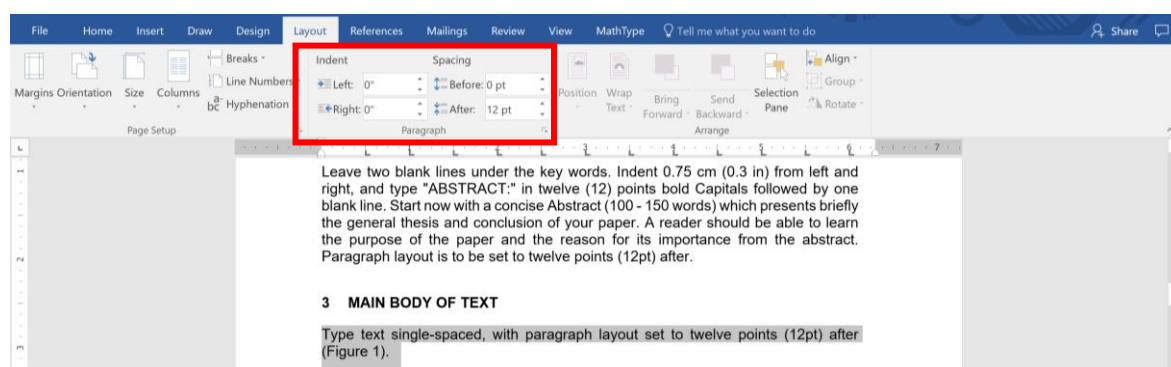 File Home Insert Draw Design Layout References Mailings Review View MathType Tell me what you want to do Share
Margins Orientation Size Columns
Breaks
Line Numbers
Hyphenation
Page Setup
Indent Spacing
Left: 0" Before: 0 pt
Right: 0" After: 12 pt
Paragraph
Position Wrap Text Bring Forward Send Backward Selection Pane
Align
Group
Rotate
Arrange
1 2 3 4 5 6 7
Leave two blank lines under the key words. Indent 0.75 cm (0.3 in) from left and
right, and type "ABSTRACT:" in twelve (12) points bold Capitals followed by one
blank line. Start now with a concise Abstract (100 - 150 words) which presents briefly
the general thesis and conclusion of your paper. A reader should be able to learn
the purpose of the paper and the reason for its importance from the abstract.
Paragraph layout is to be set to twelve points (12pt) after.
3 MAIN BODY OF TEXT
Type text single-spaced, with paragraph layout set to twelve points (12pt) after
(Figure 1).